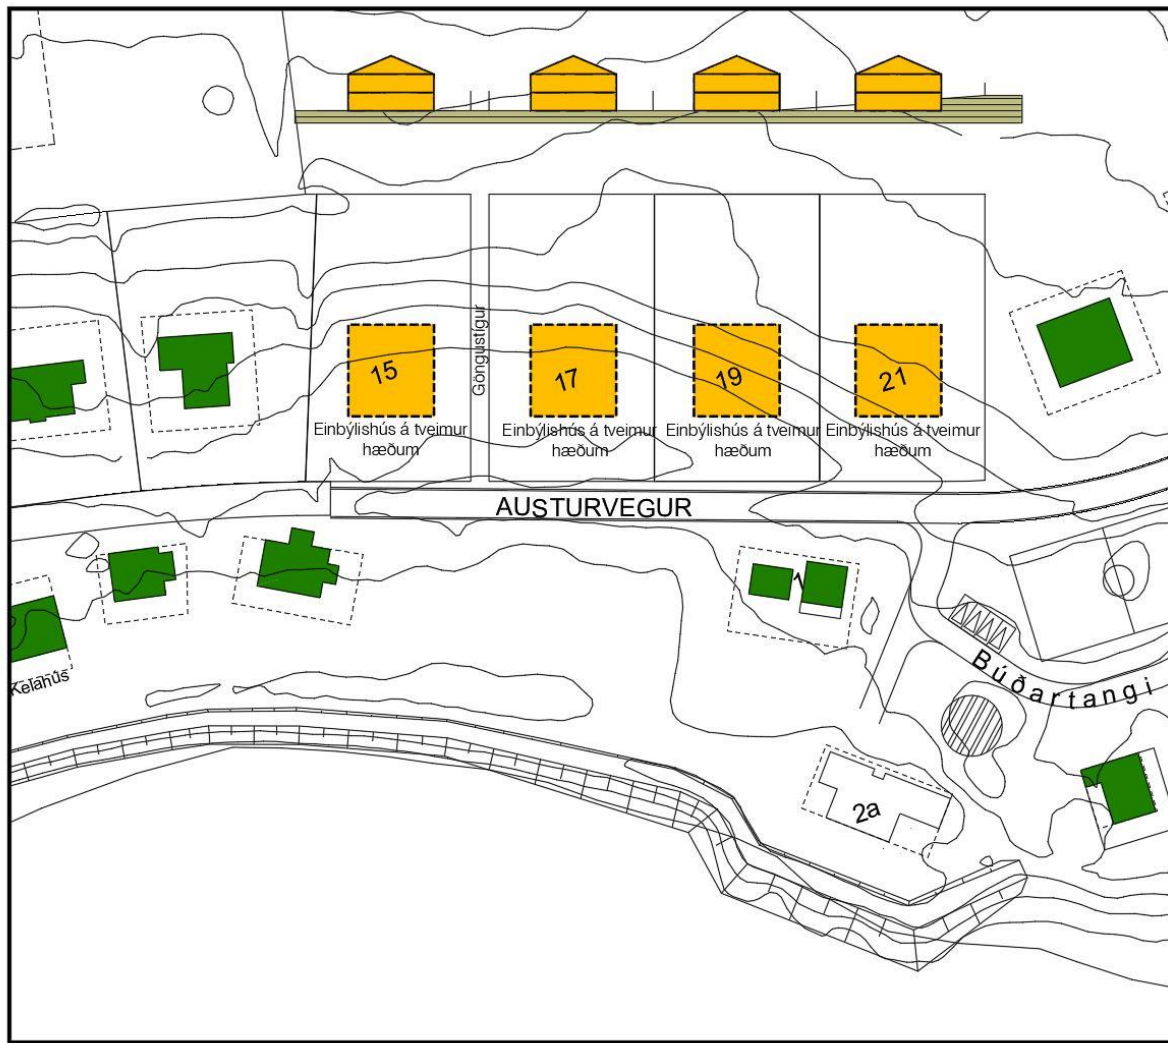 15
17
19
21
Göngustígur
Einbýlishús á tveimur
hæðum
Einbýlishús á tveimur
hæðum
Einbýlishús á tveimur
hæðum
Einbýlishús á tveimur
hæðum
AUSTURVEGUR
1
Búðartangi
2a